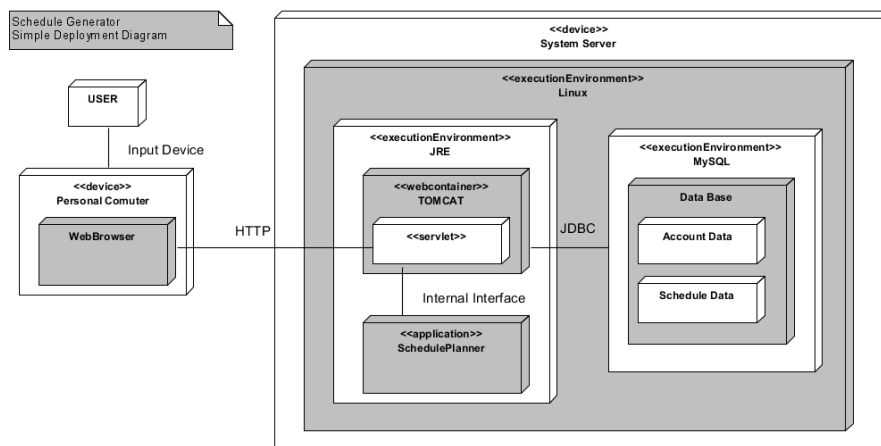 Schedule Generator
Simple Deployment Diagram
<<device>>
System Server
<<executionEnvironment>>
Linux
USER
Input Device
<<device>>
Personal Comuter
WebBrowser
HTTP
<<executionEnvironment>>
JRE
<<webcontainer>>
TOMCAT
<<servlet>>
Internal Interface
<<application>>
SchedulePlanner
JDBC
<<executionEnvironment>>
MySQL
Data Base
Account Data
Schedule Data